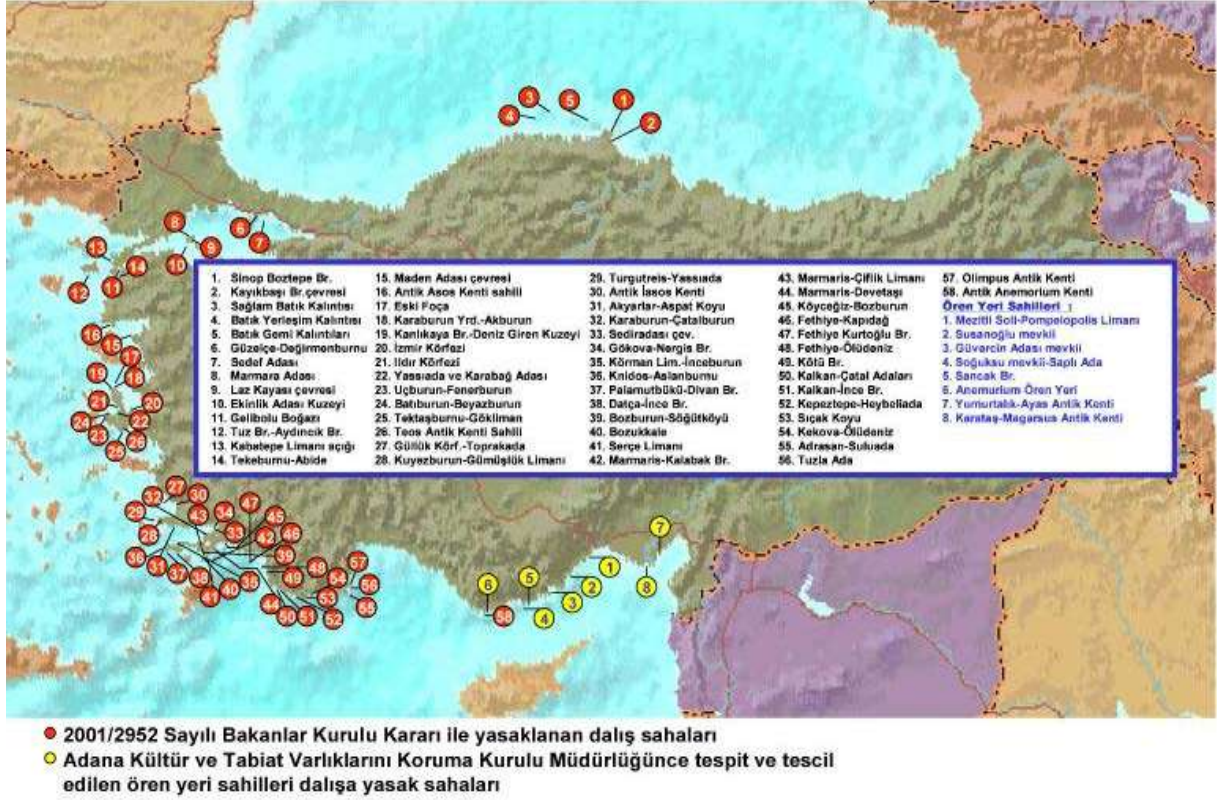 1. Sinop Boztepe Br.
2. Kayıkbaşı Br.çevresi
3. Sağlam Batık Kalıntısı
4. Batık Yerleşim Kalıntısı
5. Batık Gemi Kalıntıları
6. Güzelçe-Değirmenburnu
7. Sedef Adası
8. Marmara Adası
9. Laz Kayası çevresi
10. Ekinlik Adası Kuzeyi
11. Gelibolu Boğazı
12. Tuz Br.-Aydıncık Br.
13. Kabatepe Limanı açığı
14. Tekeburnu-Abide
15. Maden Adası çevresi
16. Antik Asos Kenti sahili
17. Eski Foça
18. Karaburun Yrd.-Akburun
19. Kanlıkaya Br.-Deniz Giren Kuzeyi
20. İzmir Körfezi
21. Ildır Körfezi
22. Yassıada ve Karabağ Adası
23. Uçburun-Fenerburun
24. Batburun-Beyazburun
25. Tektaşburnu-Gökliman
26. Teos Antik Kenti Sahili
27. Güllük Körf.-Toprakada
28. Kuyezburun-Gümüşlük Limanı
29. Turgutreis-Yassıada
30. Antik İasos Kenti
31. Akyarlar-Aspat Koyu
32. Karaburun-Çatalburun
33. Sediradası çev.
34. Gökova-Nergis Br.
35. Körman Lim.-İnceburun
36. Knidos-Aslanburnu
37. Palamutbükü-Divan Br.
38. Datça-İnce Br.
39. Bozburun-Söğütköyü
40. Bozukkale
41. Serçe Limanı
42. Marmaris-Kalabak Br.
43. Marmaris-Çiflik Limanı
44. Marmaris-Devetaşı
45. Köyceğiz-Bozburun
46. Fethiye-Kapıdağ
47. Fethiye Kurtoğlu Br.
48. Fethiye-Ölüdeniz
49. Kötü Br.
50. Kalkan-Çatal Adaları
51. Kalkan-İnce Br.
52. Kepeztepe-Heybeliada
53. Sıçak Koyu
54. Kekova-Ölüdeniz
55. Adrasan-Suluada
56. Tuzla Ada
57. Olimpus Antik Kenti
58. Antik Anemorium Kenti
Ören Yeri Sahilleri :
1. Mezitli Soli-Pompeiopolis Limanı
2. Susanoğlu mevkii
3. Güvercin Adası mevkii
4. Soğuksu mevkii-Saplı Ada
5. Sancak Br.
6. Anemurium Ören Yeri
7. Yumurtalık-Ayas Antik Kenti
8. Karataş-Magarsus Antik Kenti
2001/2952 Sayılı Bakanlar Kurulu Kararı ile yasaklanan dalış sahaları
Adana Kültür ve Tabiat Varlıklarını Koruma Kurulu Müdürlüğünce tespit ve tescil
edilen ören yeri sahilleri dalışa yasak sahaları